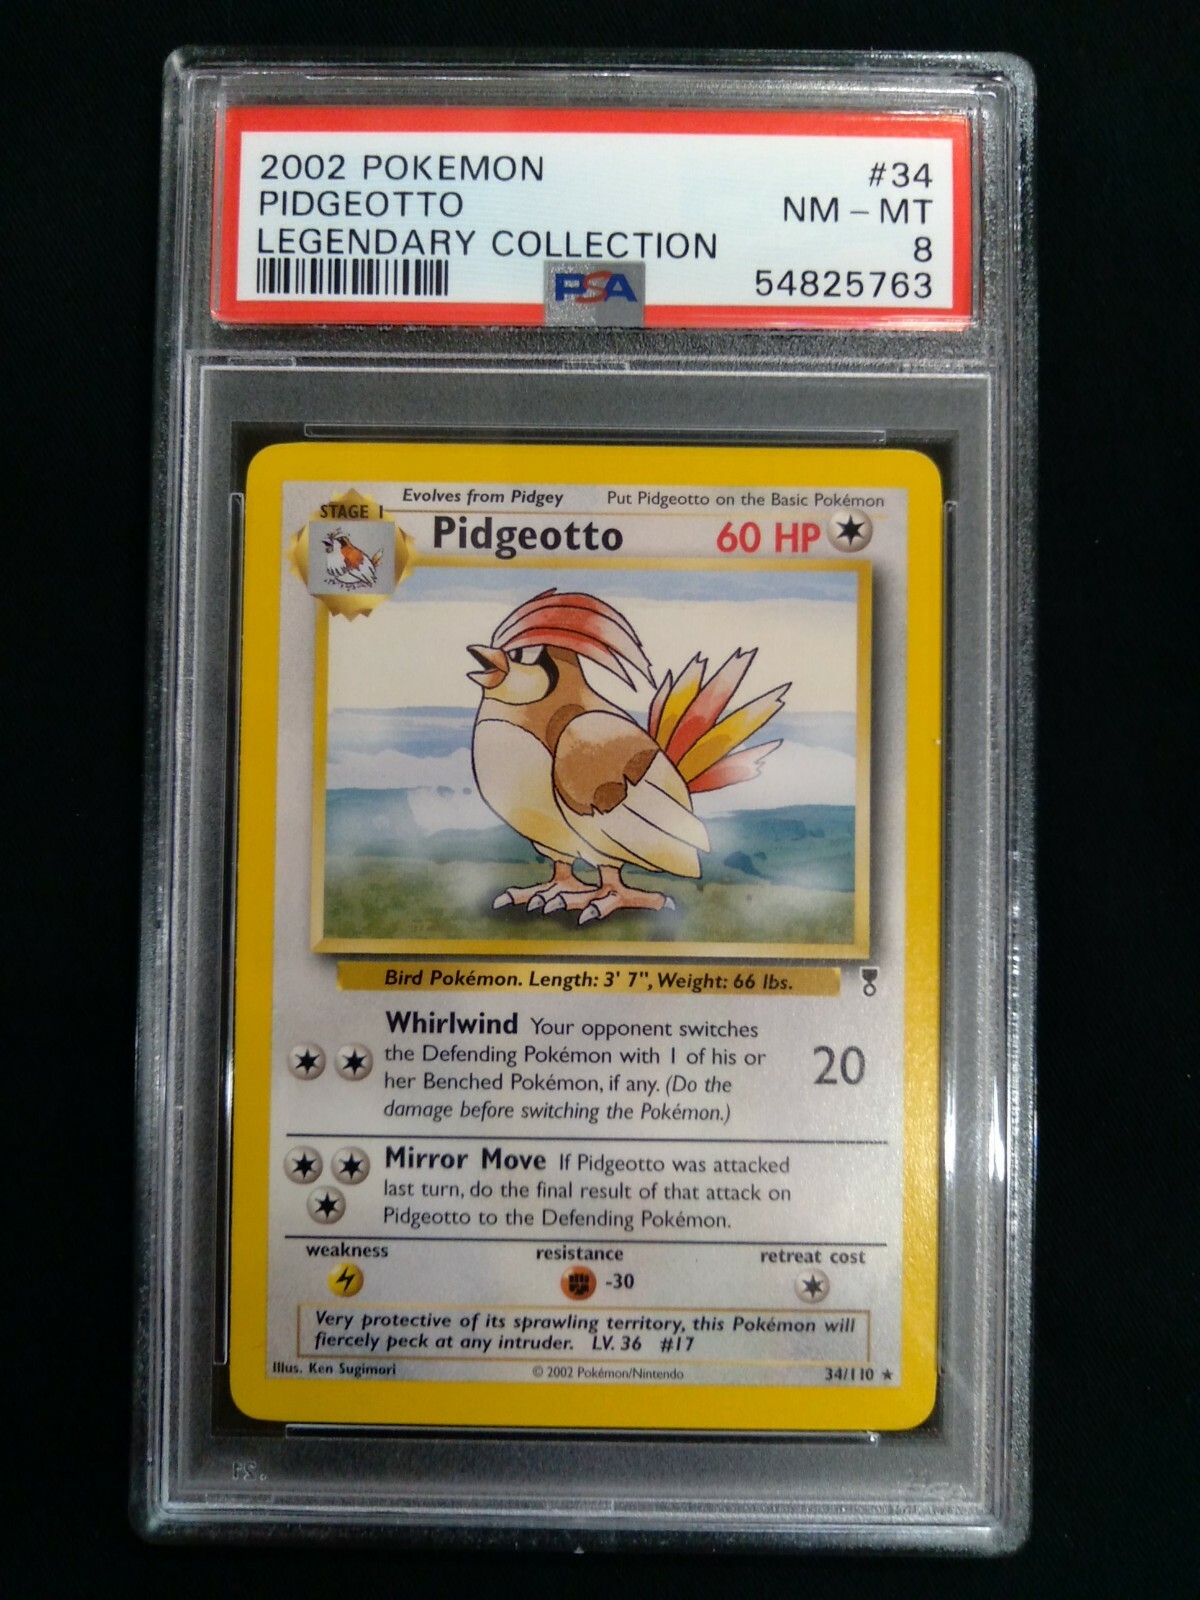 2002 POKEMON #34
PIDGEOTTO NM - MT
LEGENDARY COLLECTION 8
PSA 54825763
Evolves from Pidgey Put Pidgeotto on the Basic Pokémon
STAGE 1
Pidgeotto 60 HP
Bird Pokémon. Length: 3' 7", Weight: 66 lbs.
Whirlwind Your opponent switches
the Defending Pokémon with 1 of his or
her Benched Pokémon, if any. (Do the
damage before switching the Pokémon.)
20
Mirror Move If Pidgeotto was attacked
last turn, do the final result of that attack on
Pidgeotto to the Defending Pokémon.
weakness resistance retreat cost
-30
Very protective of its sprawling territory, this Pokémon will
fiercely peck at any intruder. LV. 36 #17
Illus. Ken Sugimori © 2002 Pokémon/Nintendo 34/110 ★